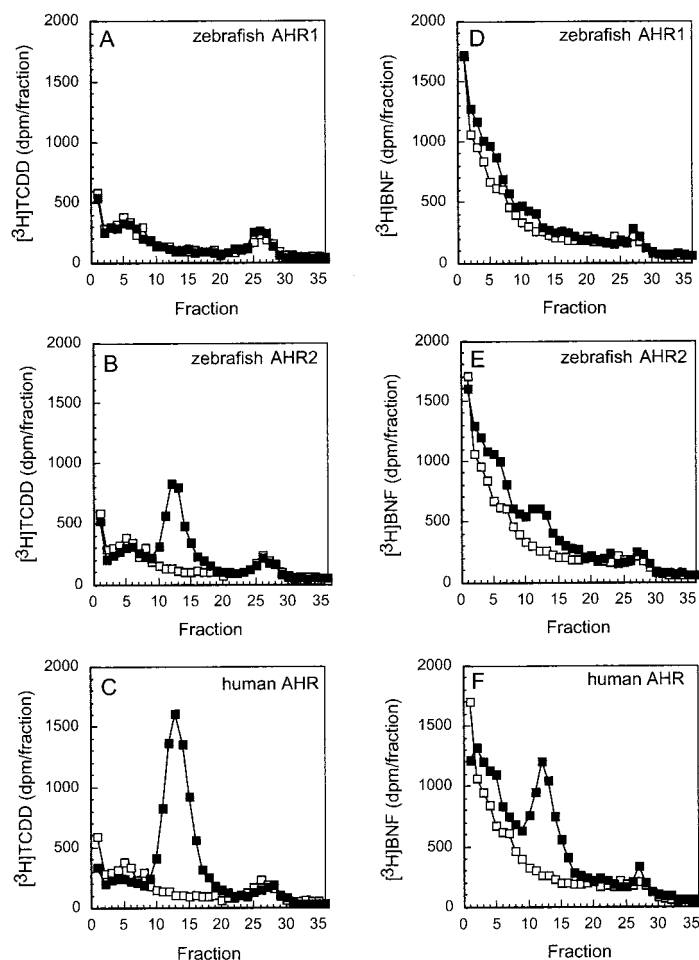 A
zebrafish AHR1
[³H]TCDD (dpm/fraction)
2000
1500
1000
500
0
0 5 10 15 20 25 30 35
Fraction
D
zebrafish AHR1
[³H]BNF (dpm/fraction)
2000
1500
1000
500
0
0 5 10 15 20 25 30 35
Fraction
B
zebrafish AHR2
[³H]TCDD (dpm/fraction)
2000
1500
1000
500
0
0 5 10 15 20 25 30 35
Fraction
E
zebrafish AHR2
[³H]BNF (dpm/fraction)
2000
1500
1000
500
0
0 5 10 15 20 25 30 35
Fraction
C
human AHR
[³H]TCDD (dpm/fraction)
2000
1500
1000
500
0
0 5 10 15 20 25 30 35
Fraction
F
human AHR
[³H]BNF (dpm/fraction)
2000
1500
1000
500
0
0 5 10 15 20 25 30 35
Fraction